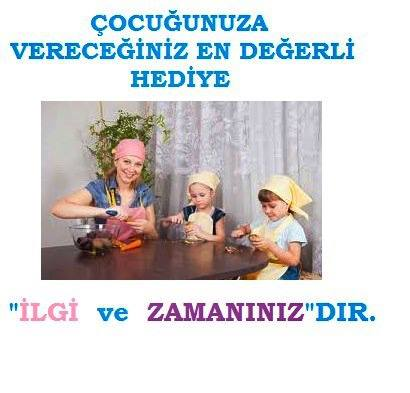 ÇOCUĞUNUZA
VERECEĞİNİZ EN DEĞERLİ
HEDİYE
"İLGİ ve ZAMANINIZ"DIR.